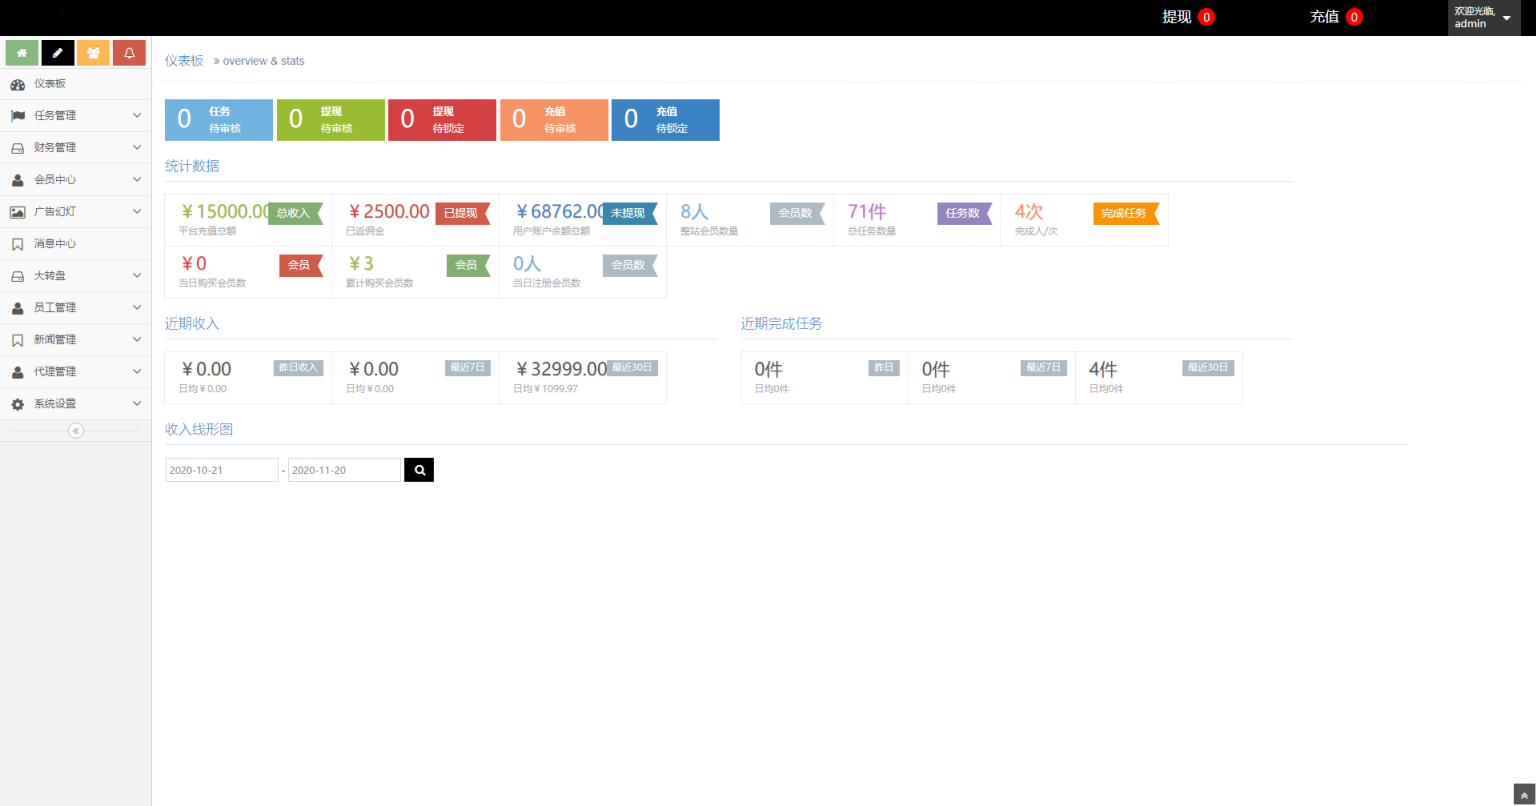 提现 0
充值 0
欢迎光临,
admin
仪表板
任务管理
财务管理
会员中心
广告幻灯
消息中心
大转盘
员工管理
新闻管理
代理管理
系统设置
仪表板 » overview & stats
0 任务 待审核
0 提现 待审核
0 提现 待锁定
0 充值 待审核
0 充值 待锁定
统计数据
￥15000.00 总收入
平台充值总额
￥2500.00 已提现
已返佣金
￥68762.00 未提现
用户账户余额总额
8人 会员数
整站会员数量
71件 任务数
总任务数量
4次 完成任务
完成人/次
￥0 会员
当日购买会员数
￥3 会员
累计购买会员数
0人 会员数
当日注册会员数
近期收入
￥0.00 昨日收入
日均￥0.00
￥0.00 最近7日
日均￥0.00
￥32999.00 最近30日
日均￥1099.97
近期完成任务
0件 昨日
日均0件
0件 最近7日
日均0件
4件 最近30日
日均0件
收入线形图
2020-10-21 - 2020-11-20